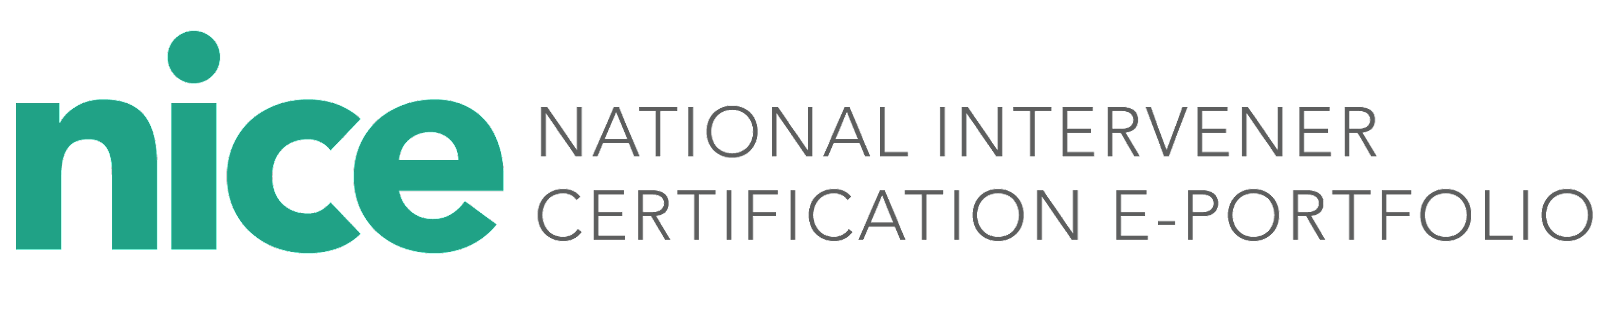 nice
NATIONAL INTERVENER
CERTIFICATION E-PORTFOLIO